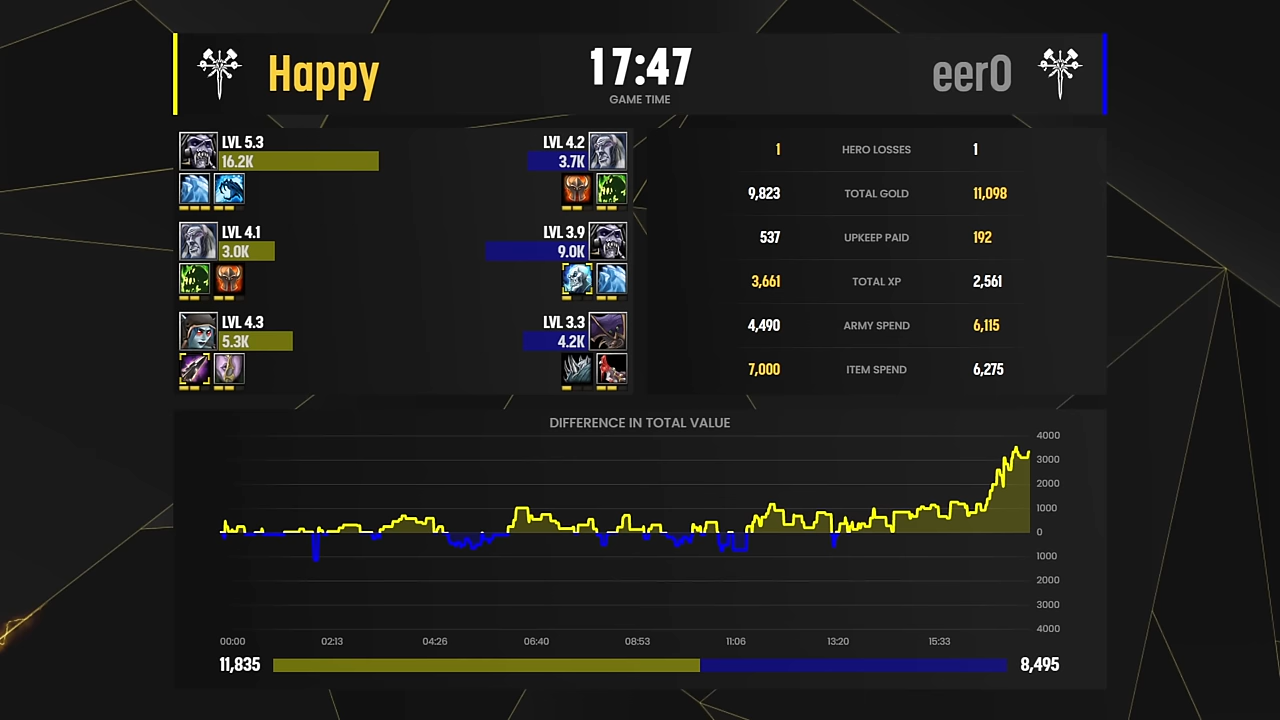 Happy
17:47
GAME TIME
eer0
LVL 5.3
16.2K
LVL 4.2
3.7K
LVL 4.1
3.0K
LVL 3.9
9.0K
LVL 4.3
5.3K
LVL 3.3
4.2K
1 HERO LOSSES 1
9,823 TOTAL GOLD 11,098
537 UPKEEP PAID 192
3,661 TOTAL XP 2,561
4,490 ARMY SPEND 6,115
7,000 ITEM SPEND 6,275
DIFFERENCE IN TOTAL VALUE
4000
3000
2000
1000
0
1000
2000
3000
4000
00:00 02:13 04:26 06:40 08:53 11:06 13:20 15:33
11,835 8,495